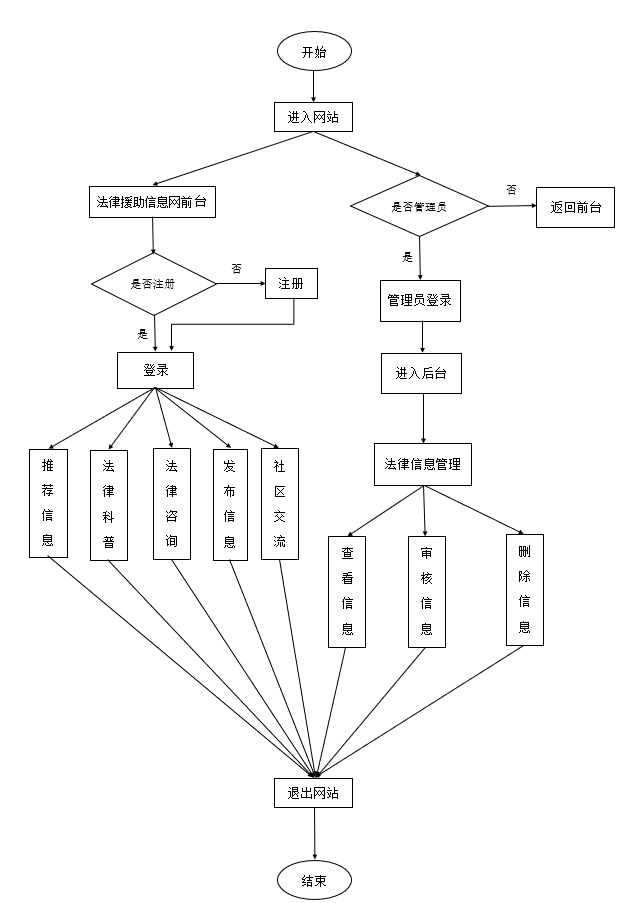 开始
进入网站
法律援助信息网前台
是否管理员
否
返回前台
是否注册
否
注册
是
管理员登录
是
登录
进入后台
法律信息管理
推荐信息
法律科普
法律咨询
发布信息
社区交流
查看信息
审核信息
删除信息
退出网站
结束